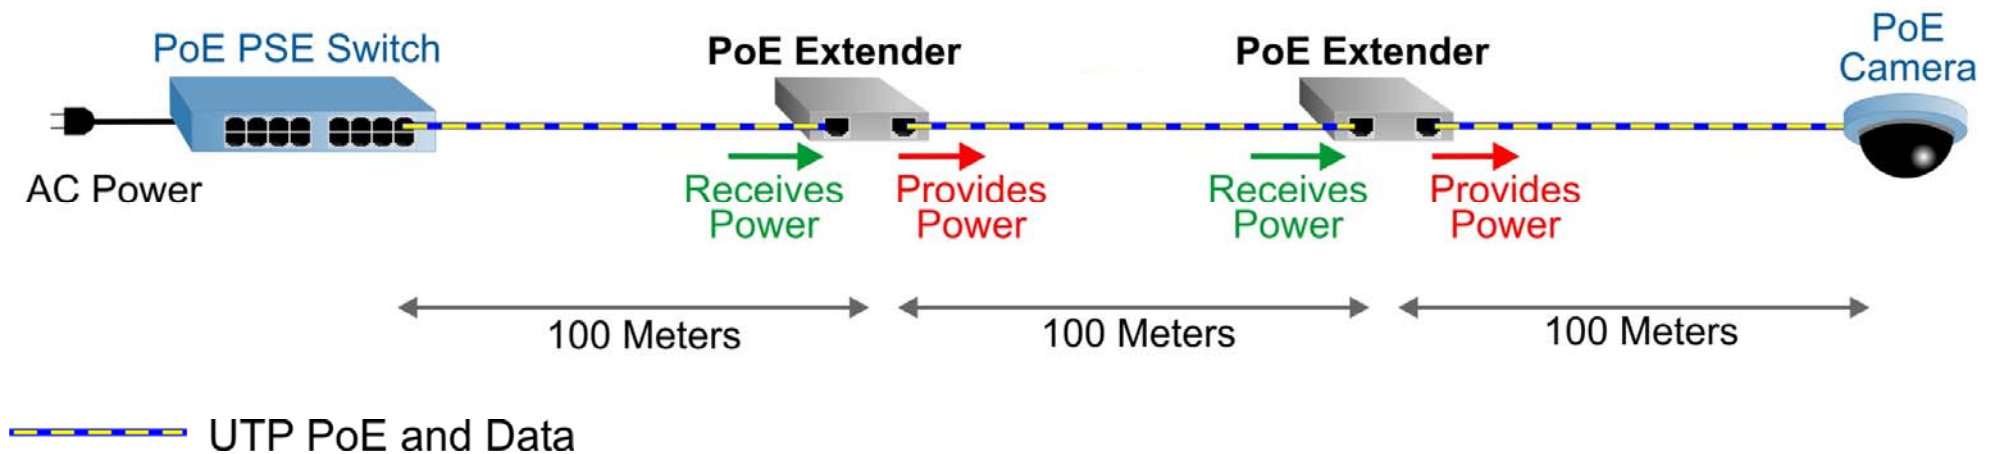 PoE PSE Switch
PoE Extender
PoE Extender
PoE
Camera
AC Power
Receives
Power
Provides
Power
Receives
Power
Provides
Power
100 Meters
100 Meters
100 Meters
UTP PoE and Data